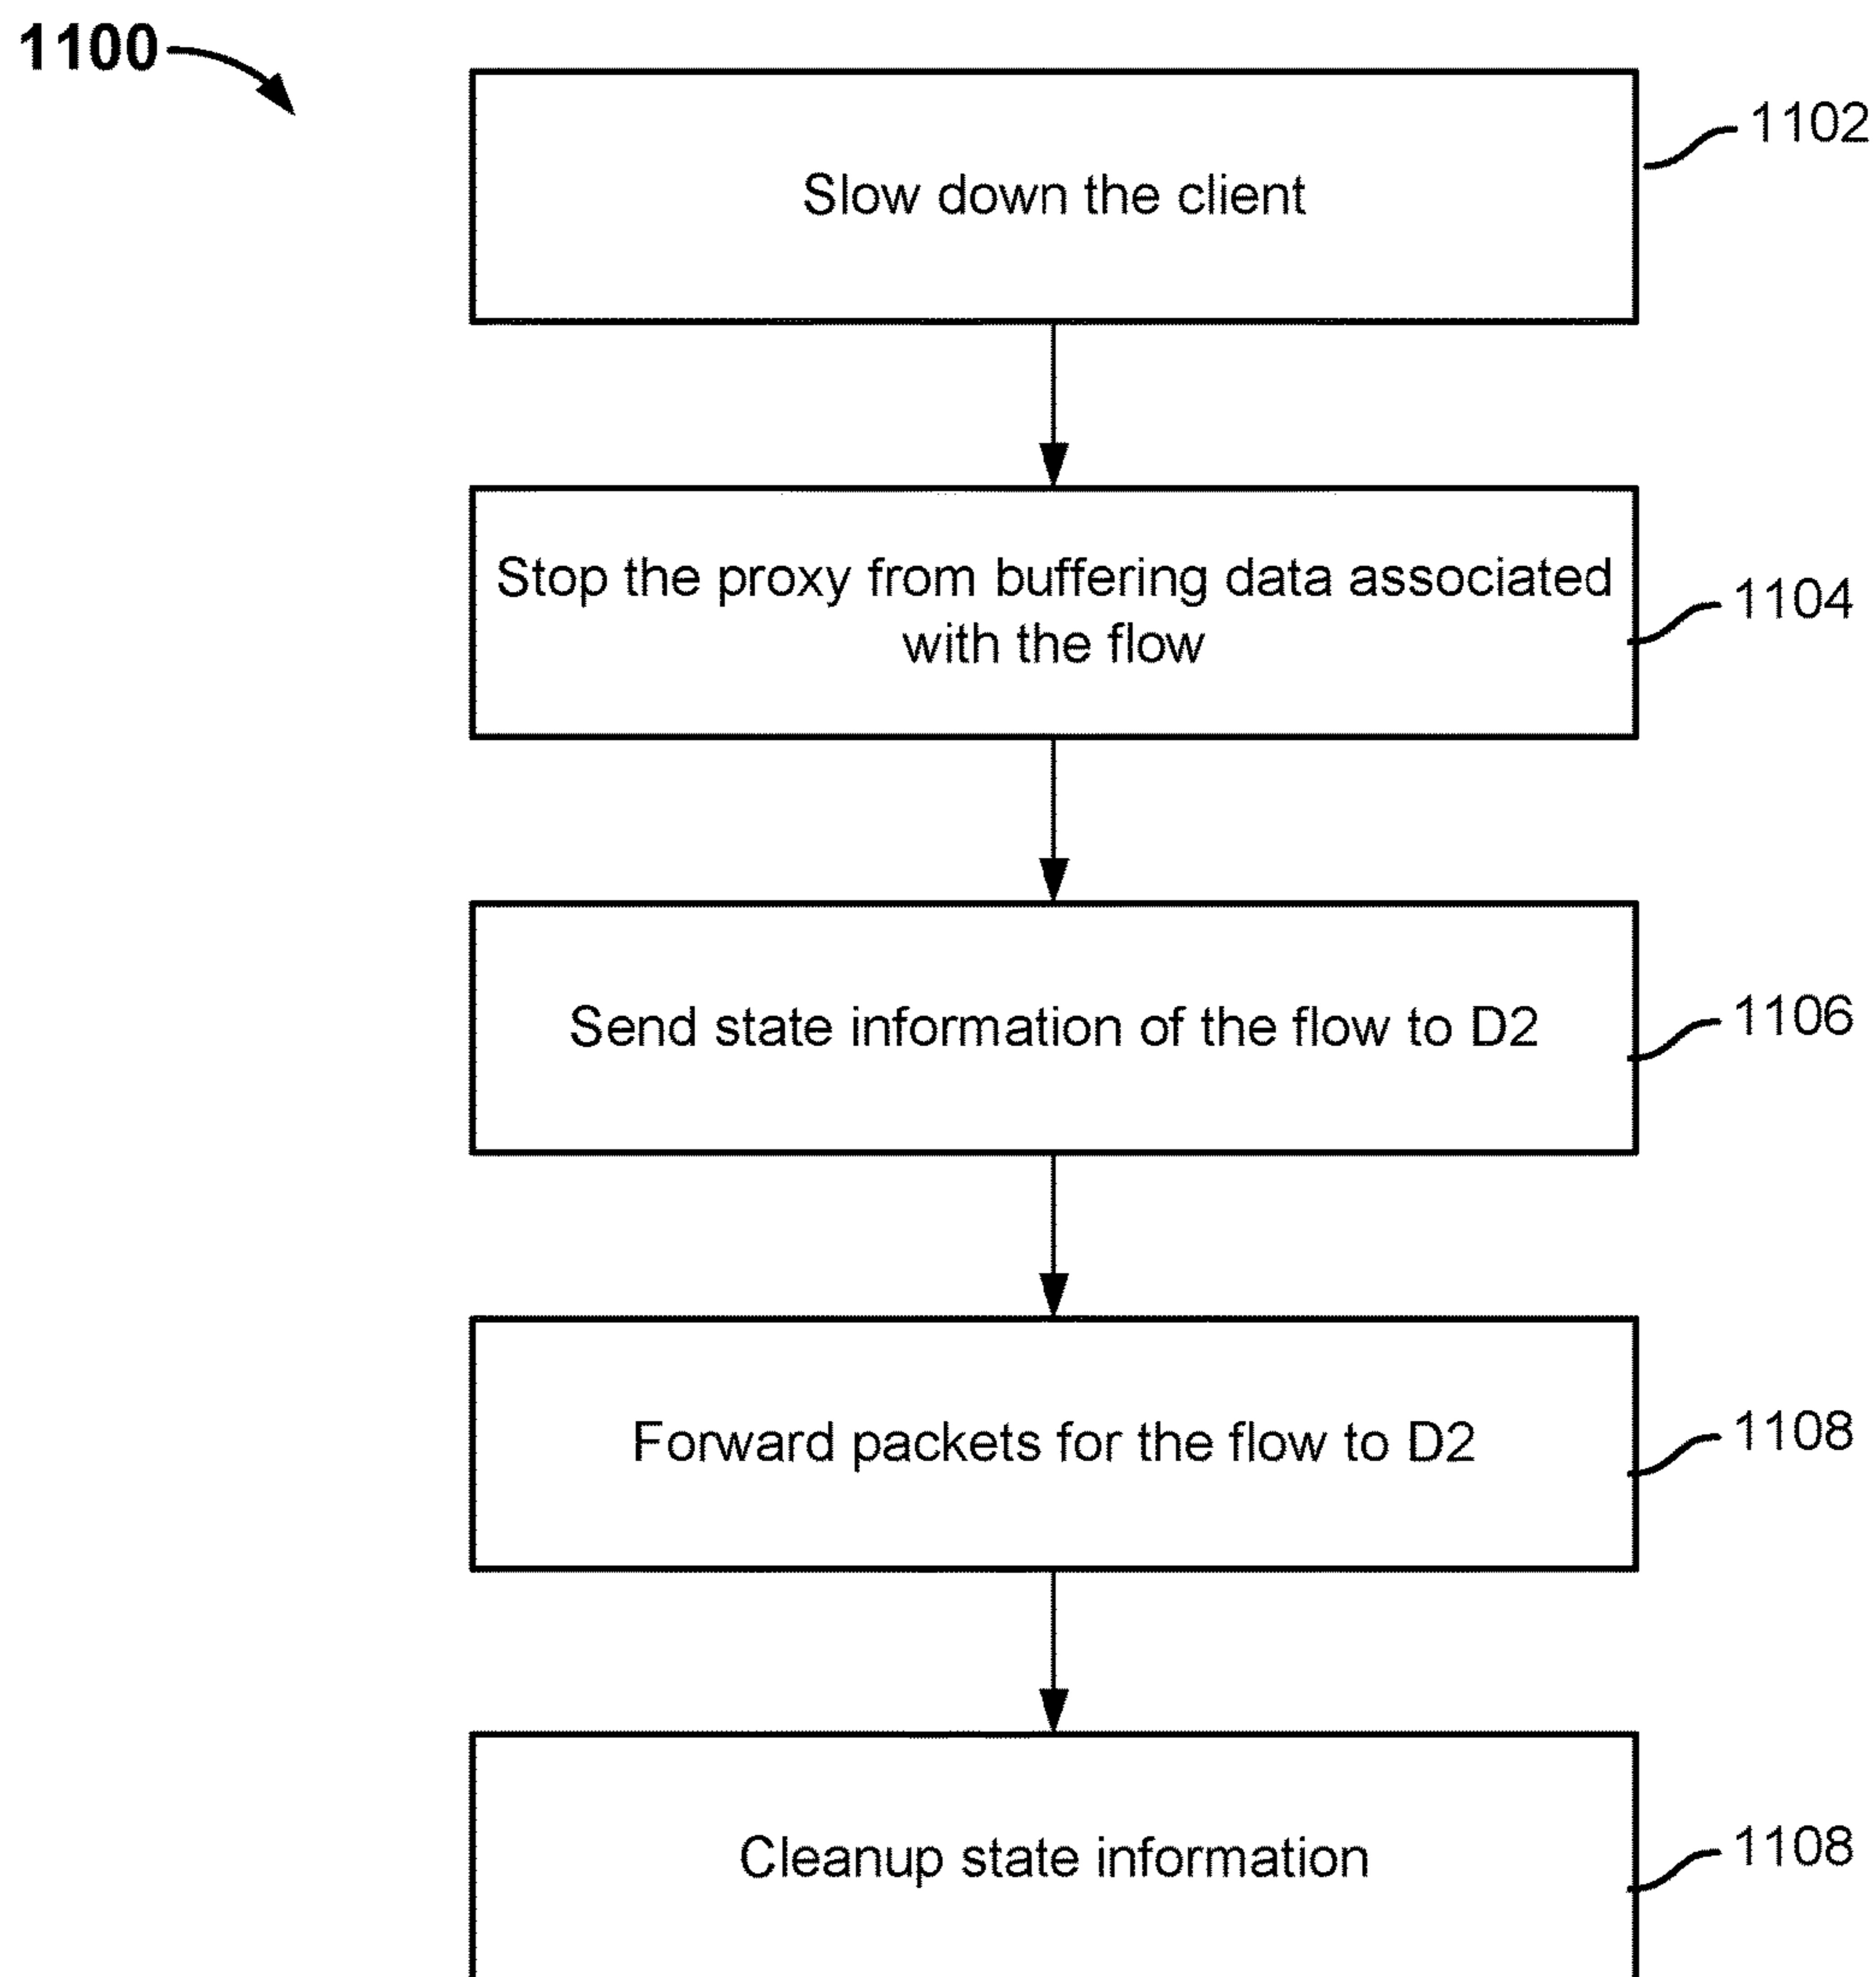 1100
Slow down the client
1102
Stop the proxy from buffering data associated
with the flow
1104
Send state information of the flow to D2
1106
Forward packets for the flow to D2
1108
Cleanup state information
1108